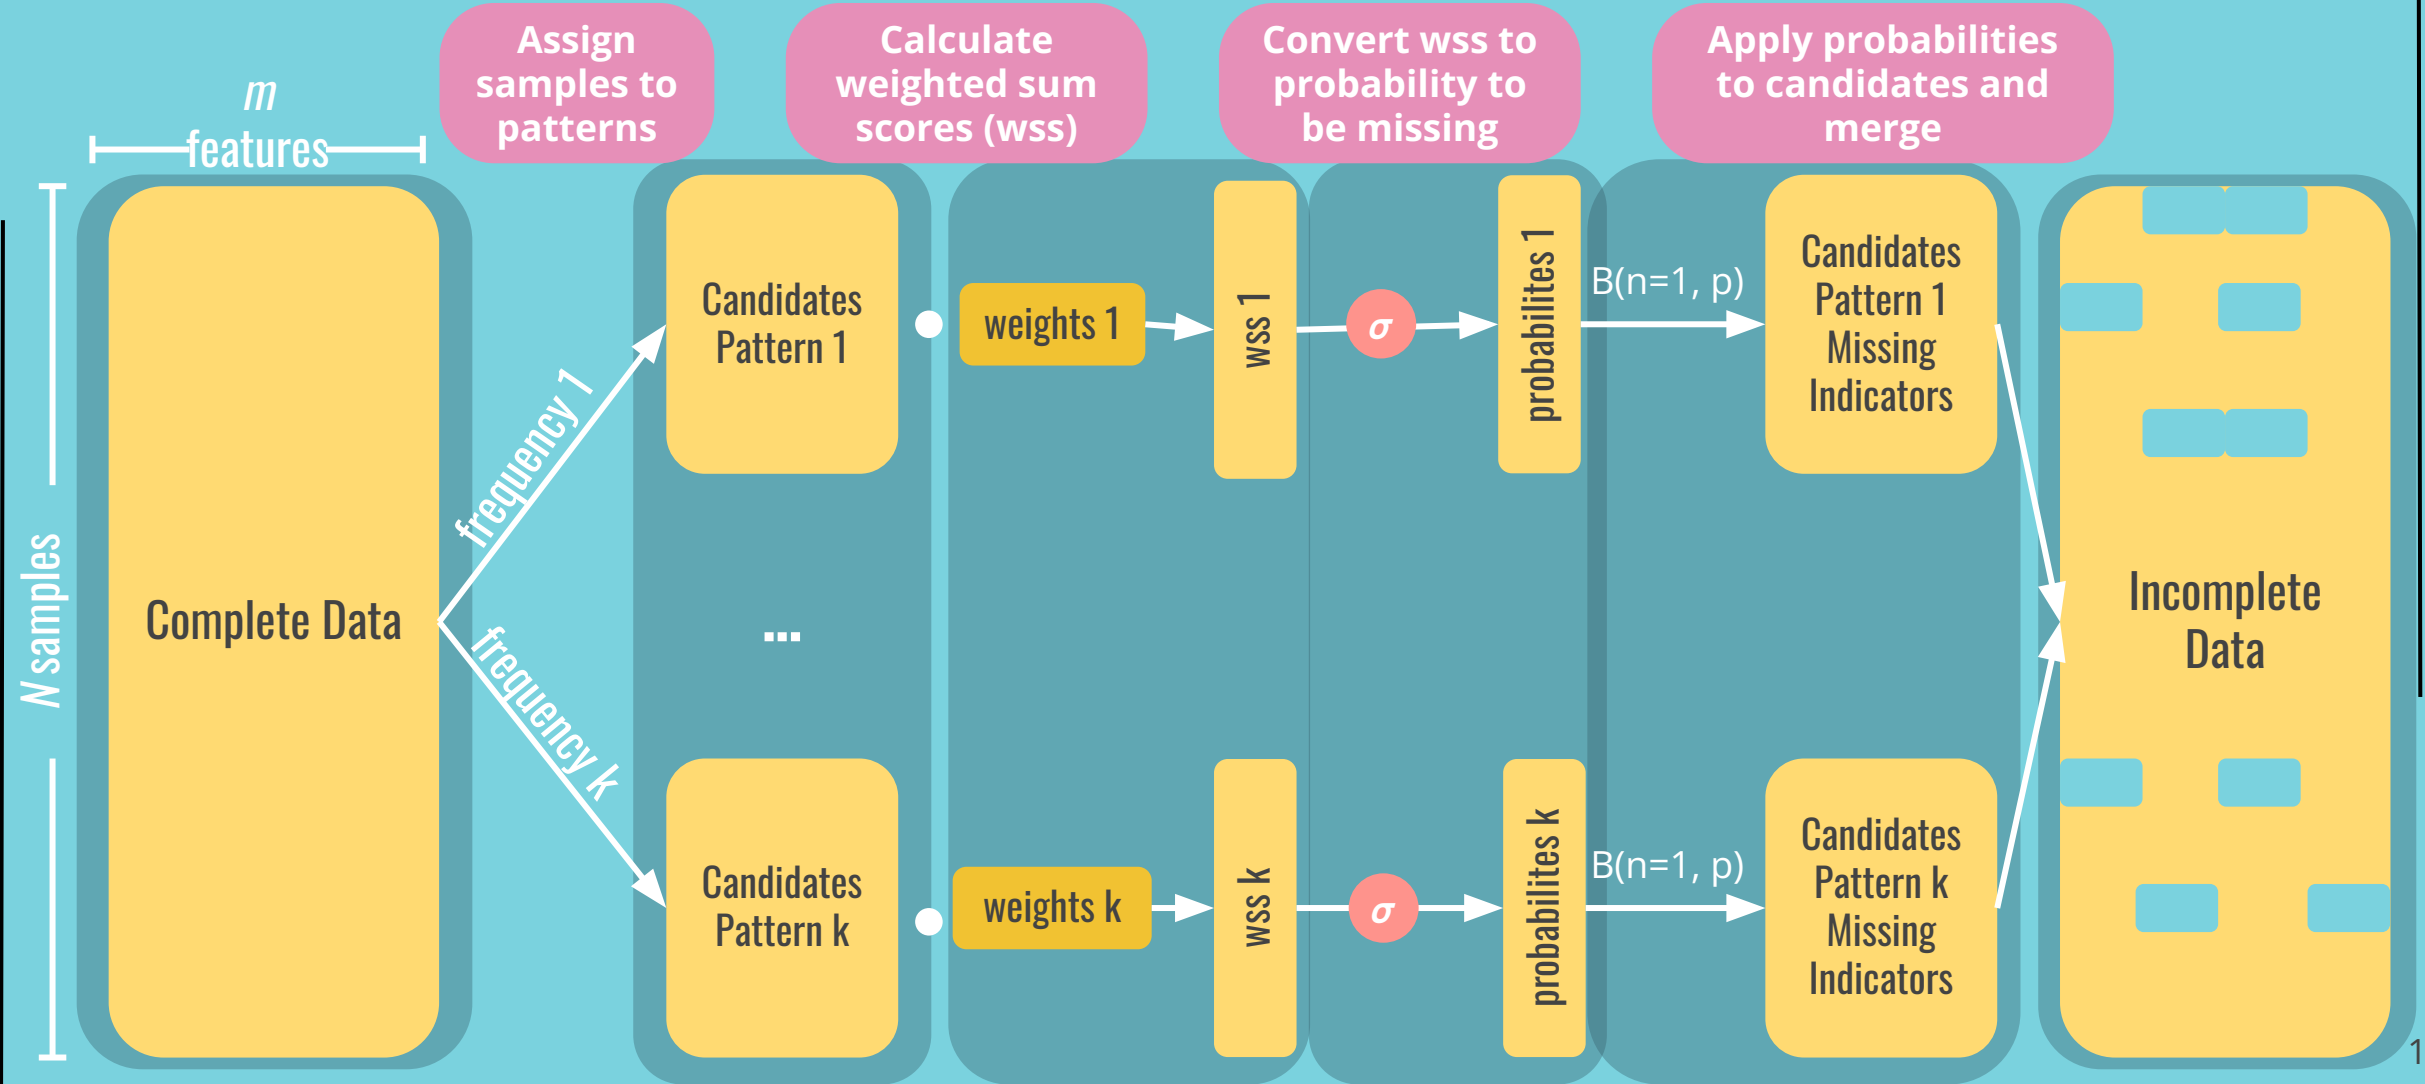 Assign
samples to
patterns
Calculate
weighted sum
scores (wss)
Convert wss to
probability to
be missing
Apply probabilities
to candidates and
merge
m
features
N samples
Complete Data
frequency 1
frequency k
Candidates
Pattern 1
...
Candidates
Pattern k
weights 1
weights k
wss 1
wss k
σ
σ
probabilites 1
probabilites k
B(n=1, p)
B(n=1, p)
Candidates
Pattern 1
Missing
Indicators
Candidates
Pattern k
Missing
Indicators
Incomplete
Data
1